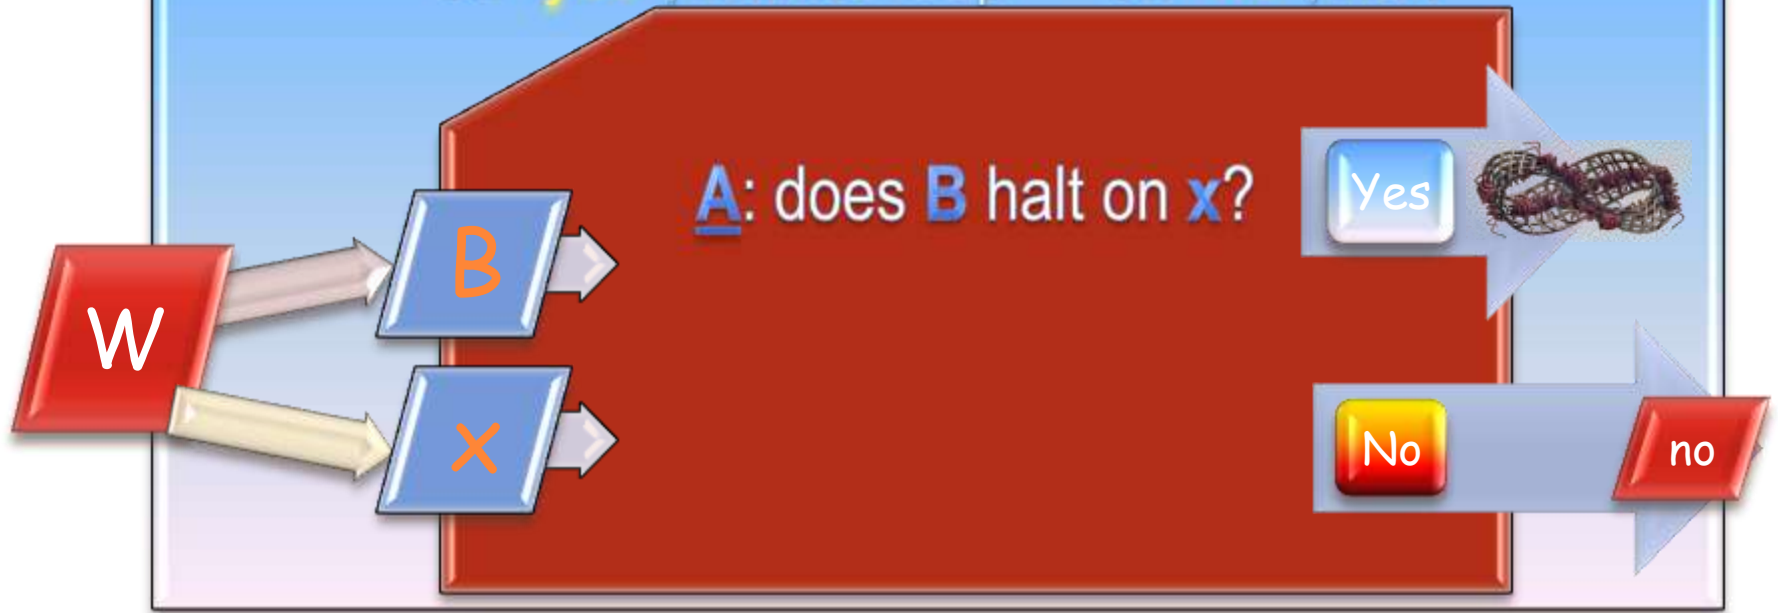 A: does B halt on x?
Yes
B
W
x
No
no